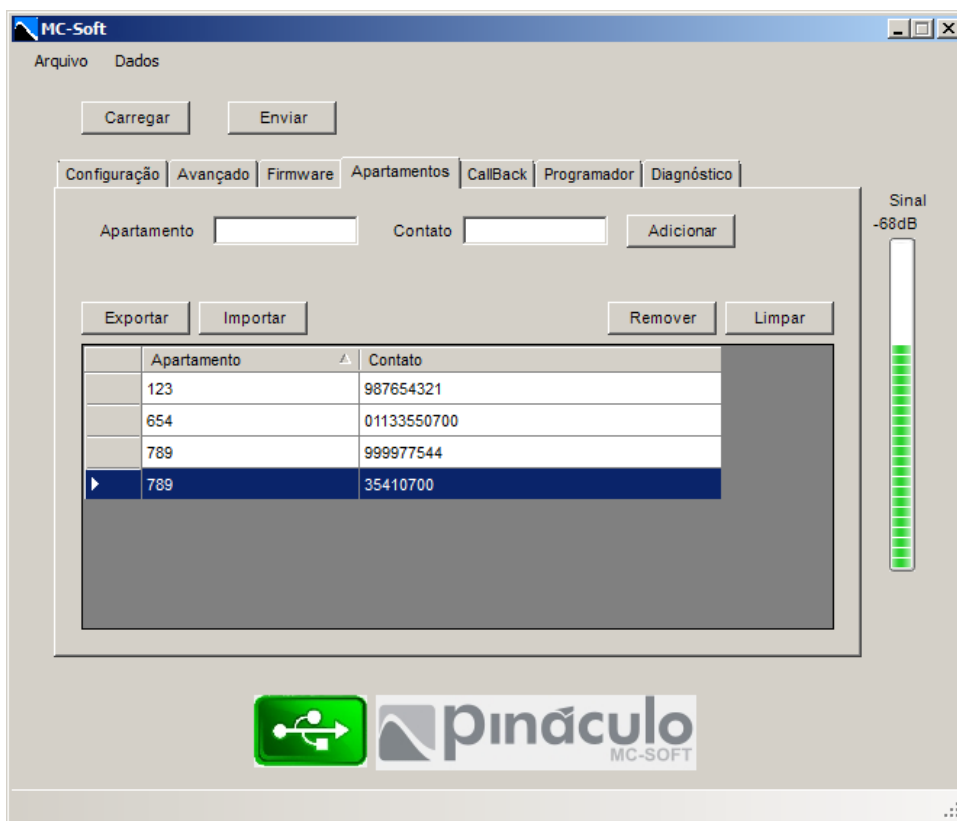 MC-Soft
Arquivo Dados
Carregar Enviar
Configuração Avançado Firmware Apartamentos CallBack Programador Diagnóstico
Sinal
-68dB
Apartamento Contato Adicionar
Exportar Importar Remover Limpar
Apartamento Contato
123 987654321
654 01133550700
789 999977544
789 35410700
pináculo
MC-SOFT